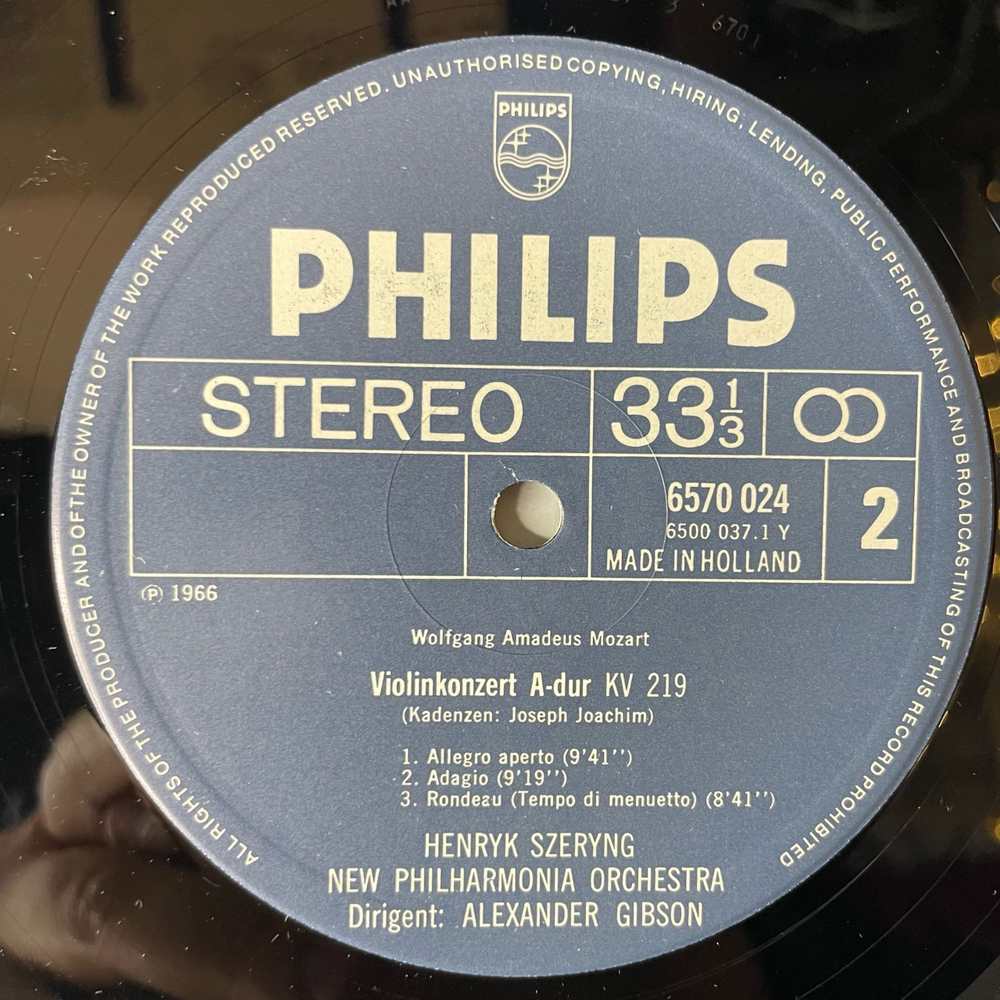 6701
ALL RIGHTS OF THE PRODUCER AND OF THE OWNER OF THE WORK REPRODUCED RESERVED. UNAUTHORISED COPYING, HIRING, LENDING, PUBLIC PERFORMANCE AND BROADCASTING OF THIS RECORD PROHIBITED
PHILIPS
PHILIPS
STEREO 33 1/3
6570 024 2
6500 037.1 Y
MADE IN HOLLAND
℗ 1966
Wolfgang Amadeus Mozart
Violinkonzert A-dur KV 219
(Kadenzen: Joseph Joachim)
1. Allegro aperto (9'41'')
2. Adagio (9'19'')
3. Rondeau (Tempo di menuetto) (8'41'')
HENRYK SZERYNG
NEW PHILHARMONIA ORCHESTRA
Dirigent: ALEXANDER GIBSON